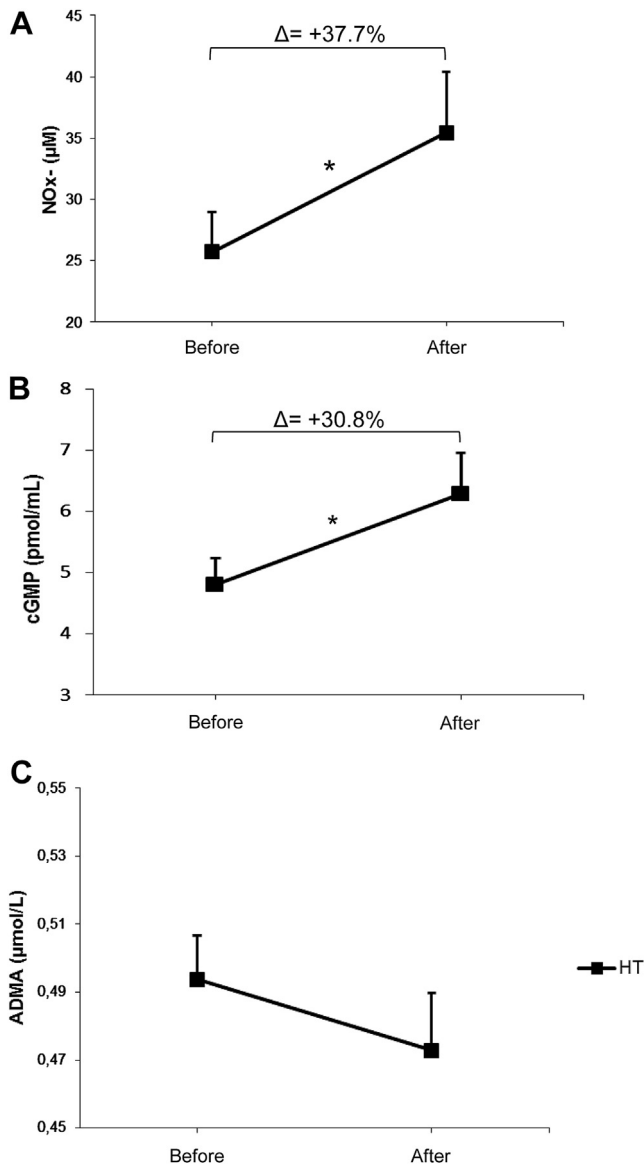 A
Δ= +37.7%
NOx- (µM)
45
40
35
30
25
20
*
Before
After
B
Δ= +30.8%
cGMP (pmol/mL)
8
7
6
5
4
3
*
Before
After
C
ADMA (µmol/L)
0,55
0,53
0,51
0,49
0,47
0,45
HT
Before
After